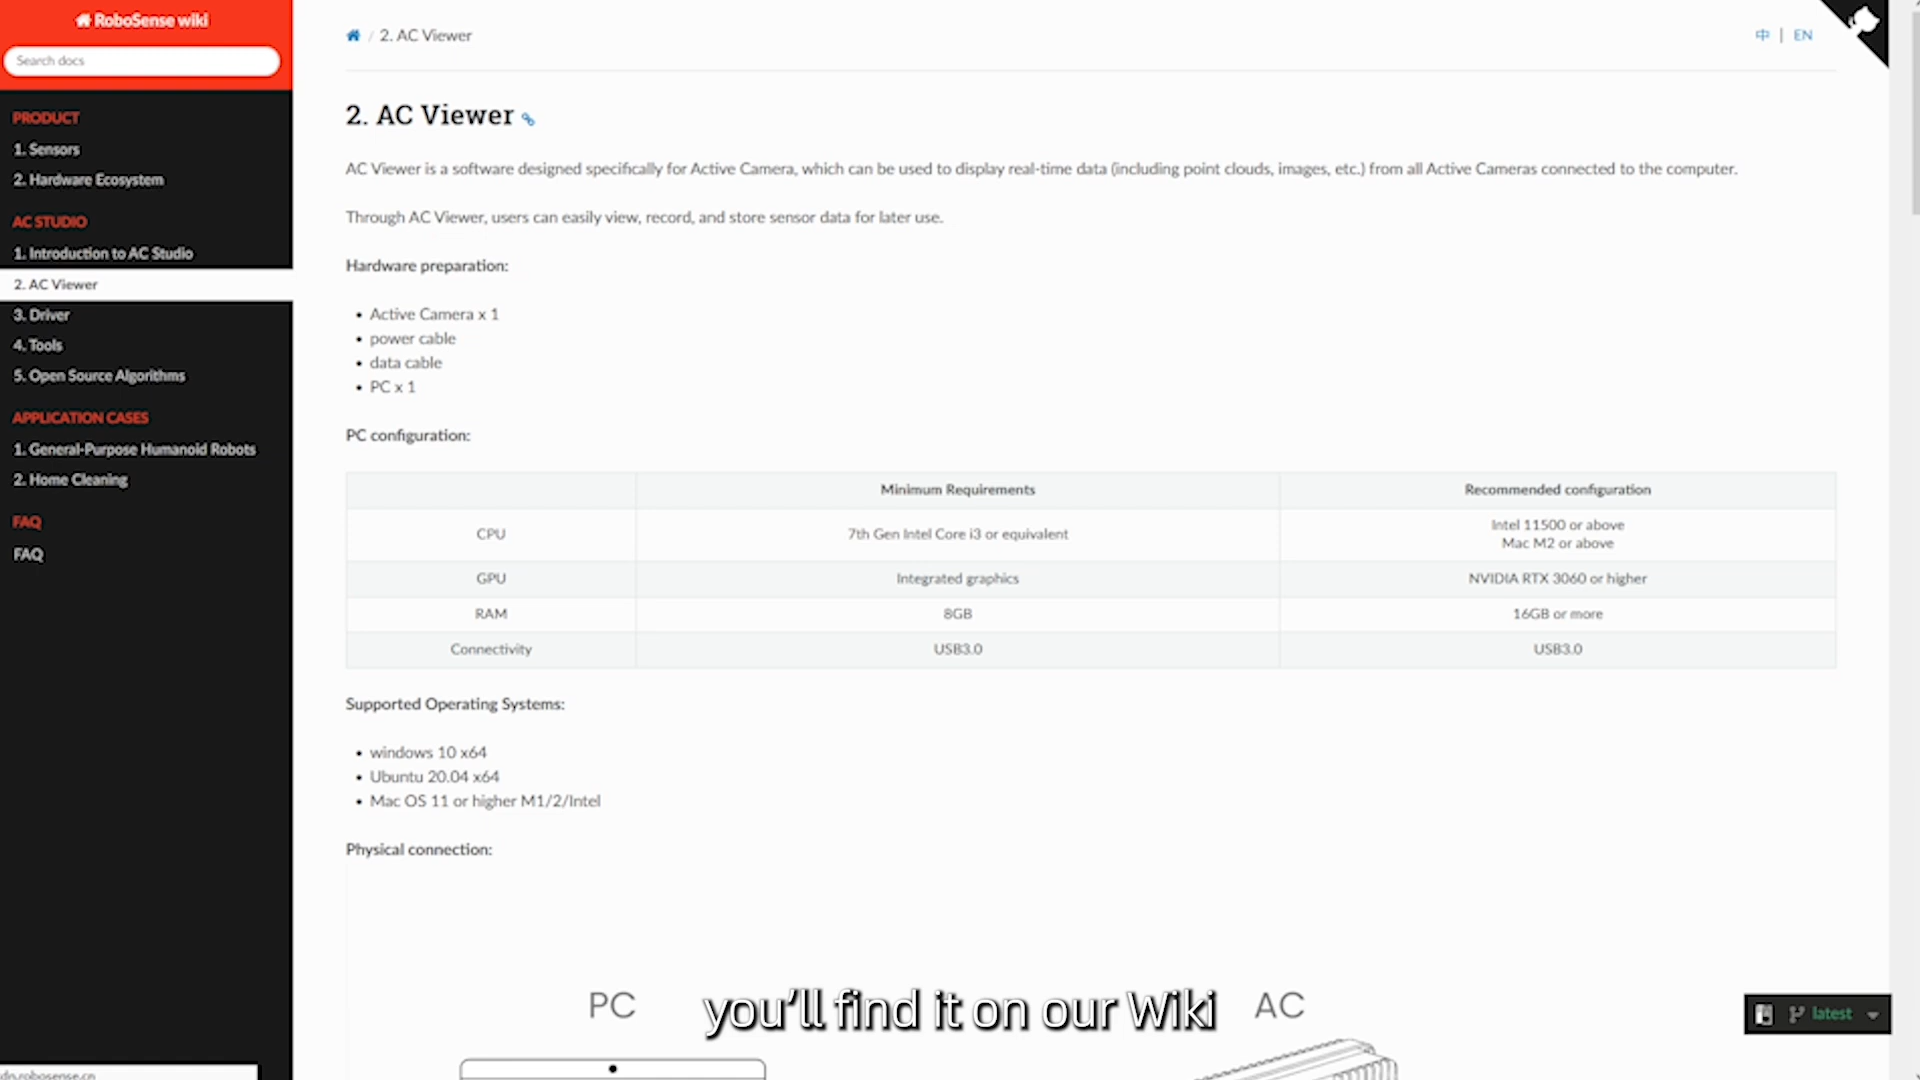 RoboSense wiki
Search docs
PRODUCT
1. Sensors
2. Hardware Ecosystem
AC STUDIO
1. Introduction to AC Studio
2. AC Viewer
3. Driver
4. Tools
5. Open Source Algorithms
APPLICATION CASES
1. General-Purpose Humanoid Robots
2. Home Cleaning
FAQ
FAQ
/ 2. AC Viewer
中 | EN
2. AC Viewer
AC Viewer is a software designed specifically for Active Camera, which can be used to display real-time data (including point clouds, images, etc.) from all Active Cameras connected to the computer.
Through AC Viewer, users can easily view, record, and store sensor data for later use.
Hardware preparation:
• Active Camera x 1
• power cable
• data cable
• PC x 1
PC configuration:
Minimum Requirements Recommended configuration
CPU 7th Gen Intel Core i3 or equivalent Intel 11500 or above
Mac M2 or above
GPU Integrated graphics NVIDIA RTX 3060 or higher
RAM 8GB 16GB or more
Connectivity USB3.0 USB3.0
Supported Operating Systems:
• windows 10 x64
• Ubuntu 20.04 x64
• Mac OS 11 or higher M1/2/Intel
Physical connection:
PC AC
you'll find it on our Wiki
latest